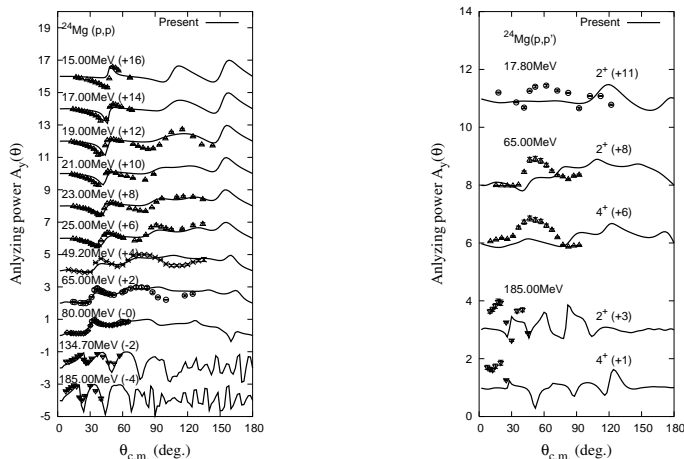 Present
24Mg (p,p)
19
17
15
13
11
9
7
5
3
1
-1
-3
-5
15.00MeV (+16)
17.00MeV (+14)
19.00MeV (+12)
21.00MeV (+10)
23.00MeV (+8)
25.00MeV (+6)
49.20MeV (+4)
65.00MeV (+2)
80.00MeV (-0)
134.70MeV (-2)
185.00MeV (-4)
Anlyzing power Ay(θ)
0 30 60 90 120 150 180
θc.m. (deg.)
Present
24Mg(p,p')
14
12
10
8
6
4
2
0
17.80MeV
2+ (+11)
65.00MeV
2+ (+8)
4+ (+6)
185.00MeV
2+ (+3)
4+ (+1)
Anlyzing power Ay(θ)
0 30 60 90 120 150 180
θc.m. (deg.)